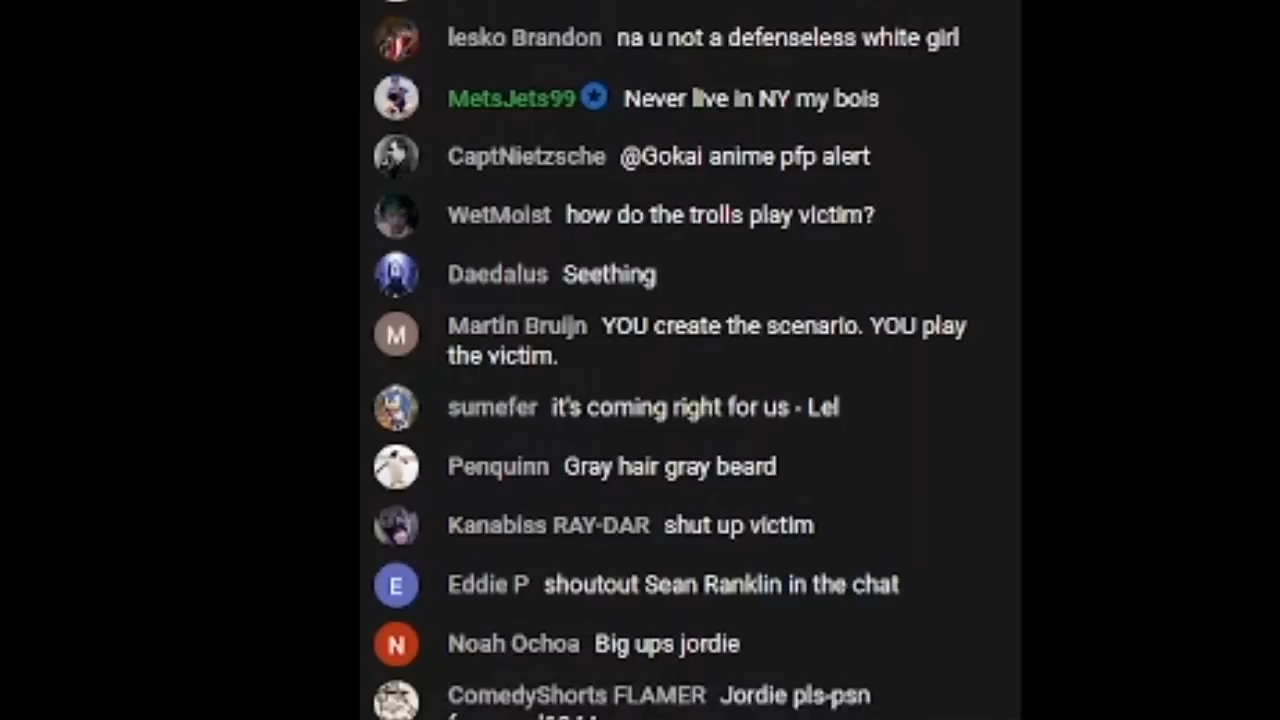 lesko Brandon na u not a defenseless white girl
MetsJets99 Never live in NY my bois
CaptNietzsche @Gokai anime pfp alert
WetMoist how do the trolls play victim?
Daedalus Seething
M Martin Bruijn YOU create the scenario. YOU play
the victim.
sumefer it's coming right for us - Lel
Penquinn Gray hair gray beard
Kanabiss RAY-DAR shut up victim
E Eddie P shoutout Sean Ranklin in the chat
N Noah Ochoa Big ups jordie
ComedyShorts FLAMER Jordie pls-psn